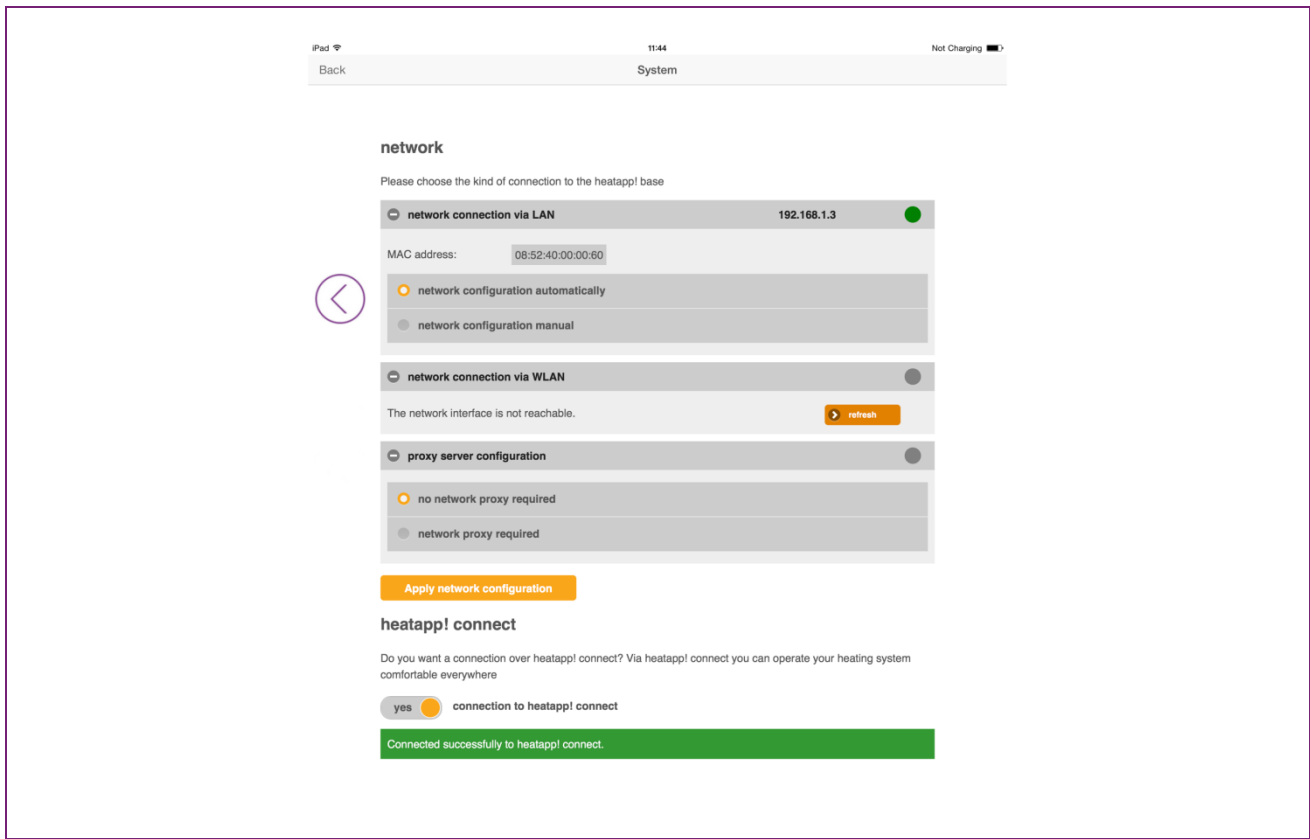 iPad 11:44 Not Charging
Back System
network
Please choose the kind of connection to the heatapp! base
network connection via LAN 192.168.1.3
MAC address: 08:52:40:00:00:60
network configuration automatically
network configuration manual
network connection via WLAN
The network interface is not reachable. refresh
proxy server configuration
no network proxy required
network proxy required
Apply network configuration
heatapp! connect
Do you want a connection over heatapp! connect? Via heatapp! connect you can operate your heating system
comfortable everywhere
yes connection to heatapp! connect
Connected successfully to heatapp! connect.